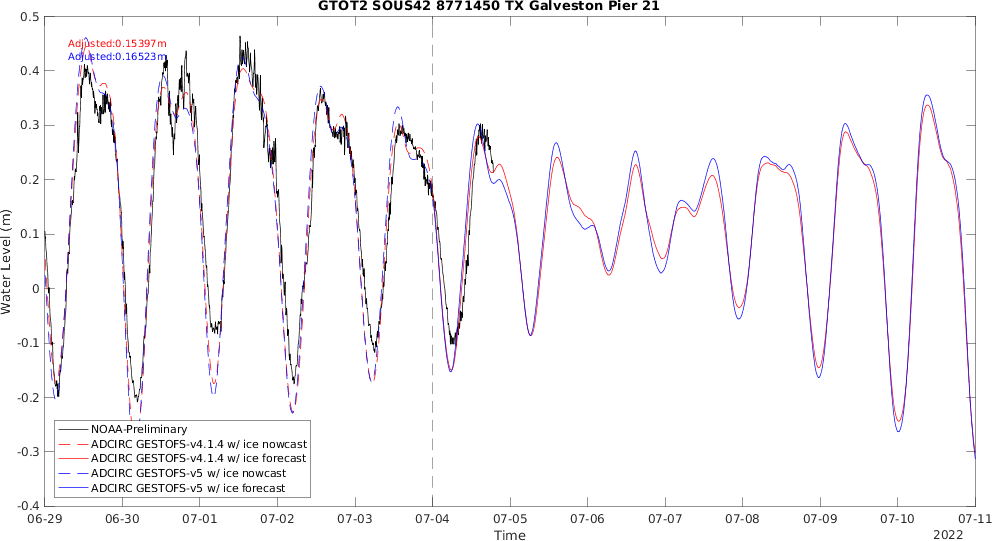 GTOT2 SOUS42 8771450 TX Galveston Pier 21
Adjusted:0.15397m
Adjusted:0.16523m
Water Level (m)
0.5
0.4
0.3
0.2
0.1
0
-0.1
-0.2
-0.3
-0.4
NOAA-Preliminary
ADCIRC GESTOFS-v4.1.4 w/ ice nowcast
ADCIRC GESTOFS-v4.1.4 w/ ice forecast
ADCIRC GESTOFS-v5 w/ ice nowcast
ADCIRC GESTOFS-v5 w/ ice forecast
06-29 06-30 07-01 07-02 07-03 07-04 07-05 07-06 07-07 07-08 07-09 07-10 07-11
Time
2022